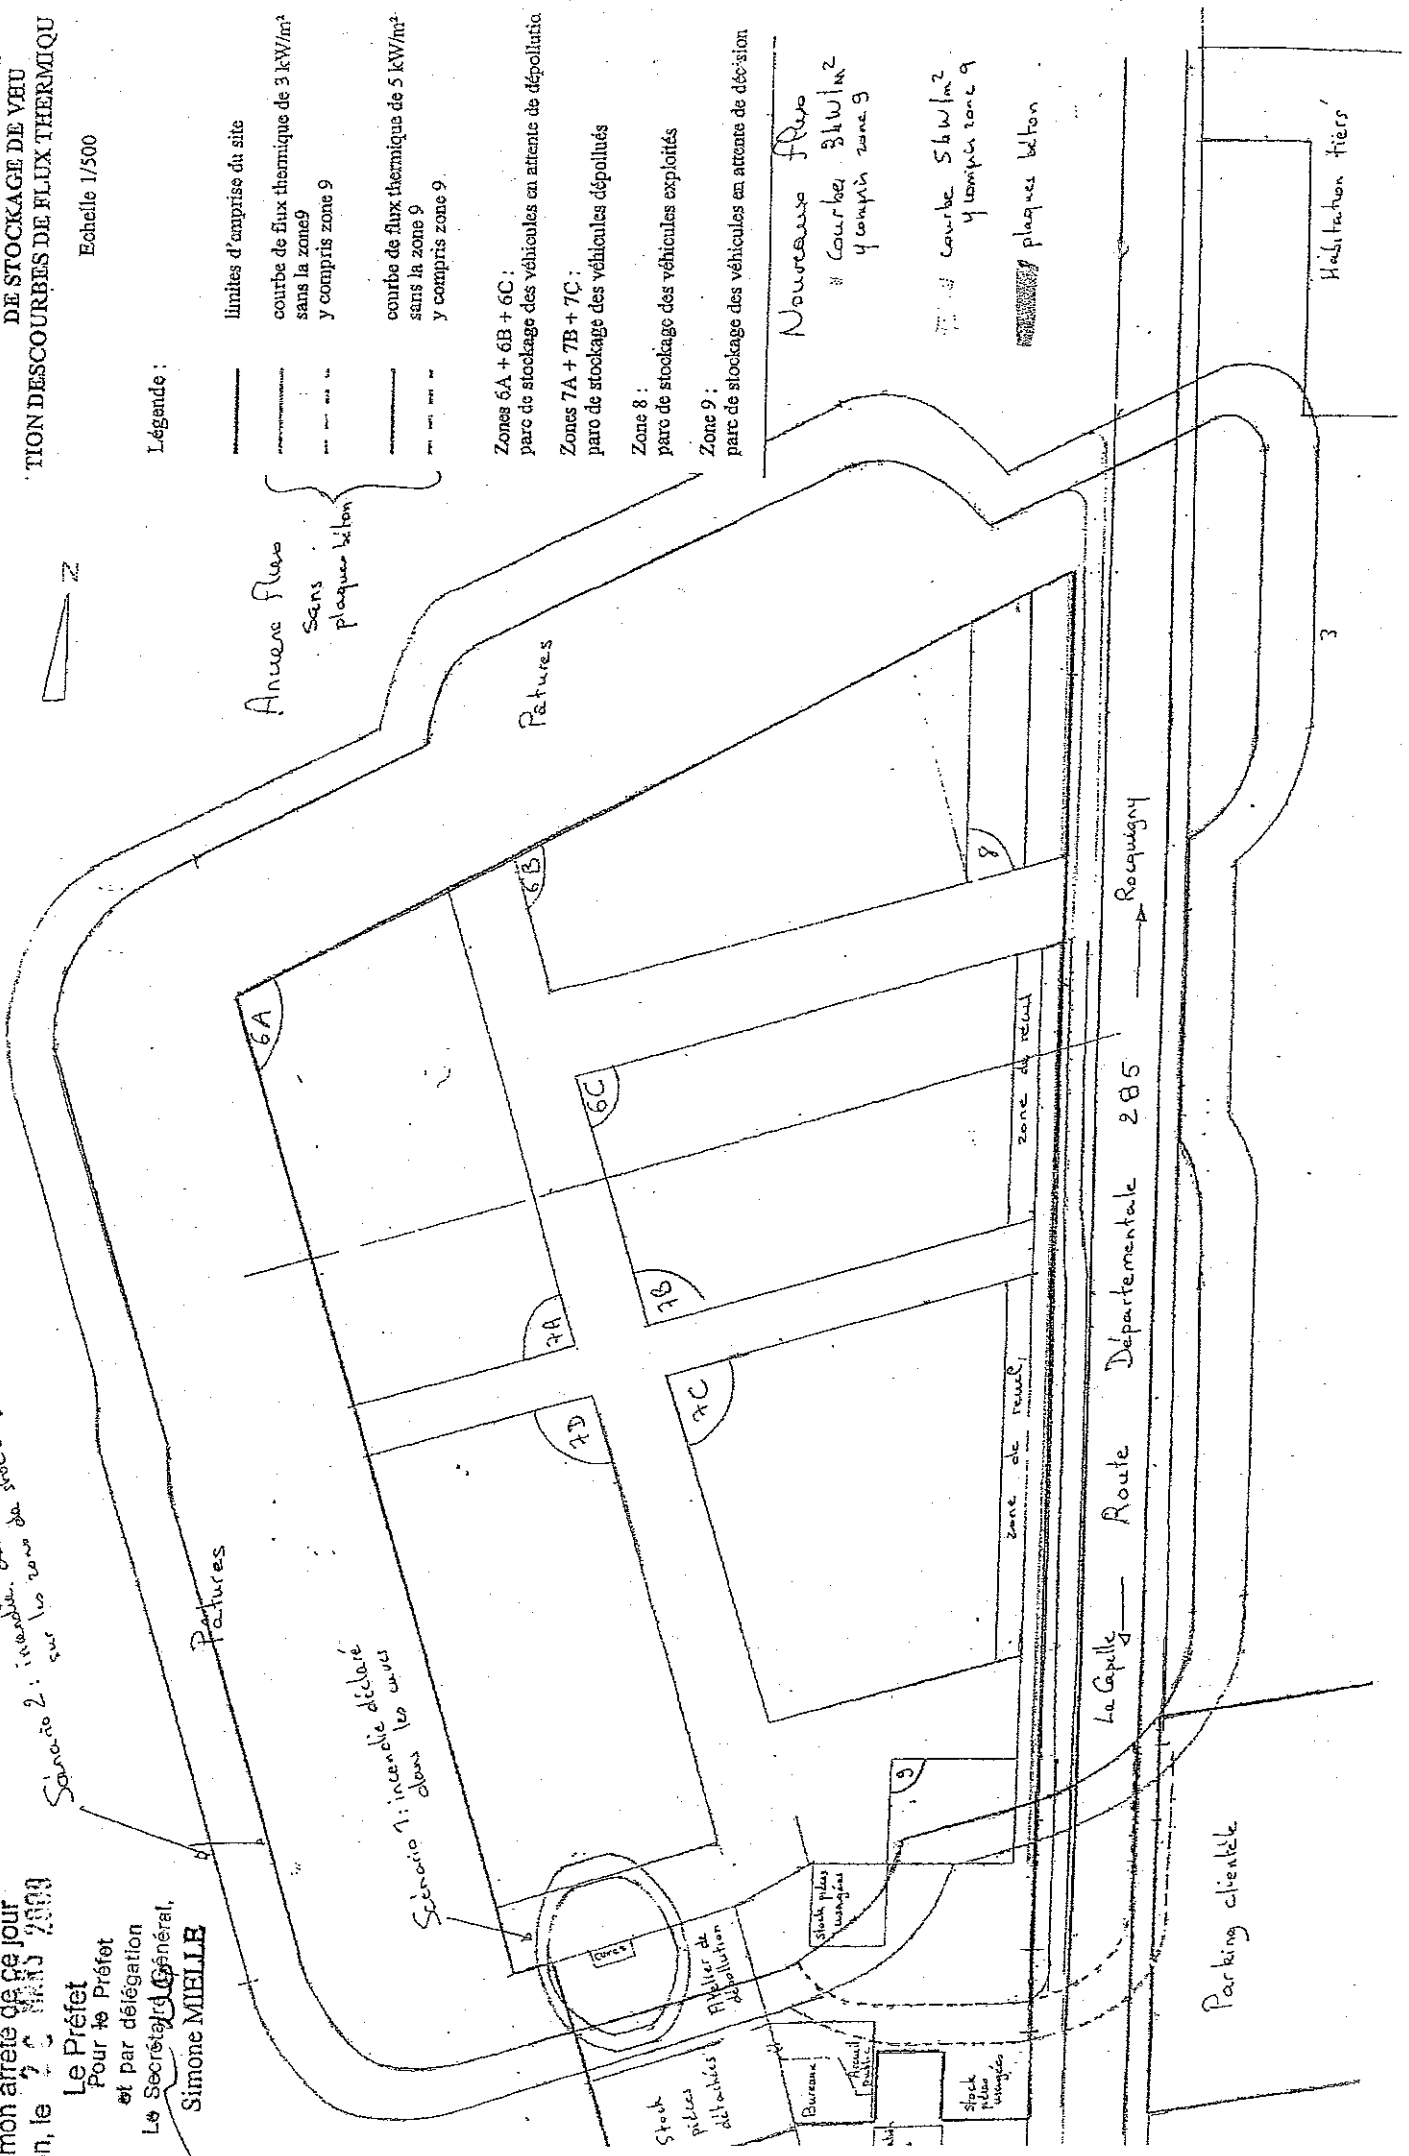 DE STOCKAGE DE VHU
TION DESCOURBES DE FLUX THERMIQU
Echelle 1/500
N
Légende :
limites d'emprise du site
courbe de flux thermique de 3 kW/m²
sans la zone9
y compris zone 9
courbe de flux thermique de 5 kW/m²
sans la zone 9
y compris zone 9
sans
plaques béton
Zones 6A + 6B + 6C :
parc de stockage des véhicules en attente de dépollutio
Zones 7A + 7B + 7C :
parc de stockage des véhicules dépollués
Zone 8 :
parc de stockage des véhicules exploités
Zone 9 :
parc de stockage des véhicules en attente de décision
Nouveaux flux
courbe 3kW/m²
y compris zone 9
courbe 5kW/m²
y compris zone 9
plaques béton
Habitation tiers
mon arrêté de ce jour
n, le 2 MARS 2009
Le Préfet
Pour le Préfet
et par délégation
Le Secrétaire Général,
Simone MIELLE
Scénario 2 : incendie
sur les zones de
Patures
Patures
Scénario 1 : incendie déclaré
dans les cuves
6A
6B
6C
7A
7B
7C
7D
8
9
zone de recul
zone de recul
Stock
pièces
détachées
Atelier de
dépollution
stock pièces
usagées
Bureaux
Accueil
public
stock
pièces
usagées
La Capelle
Route Départementale 285
Rocquigny
Parking clientèle
3